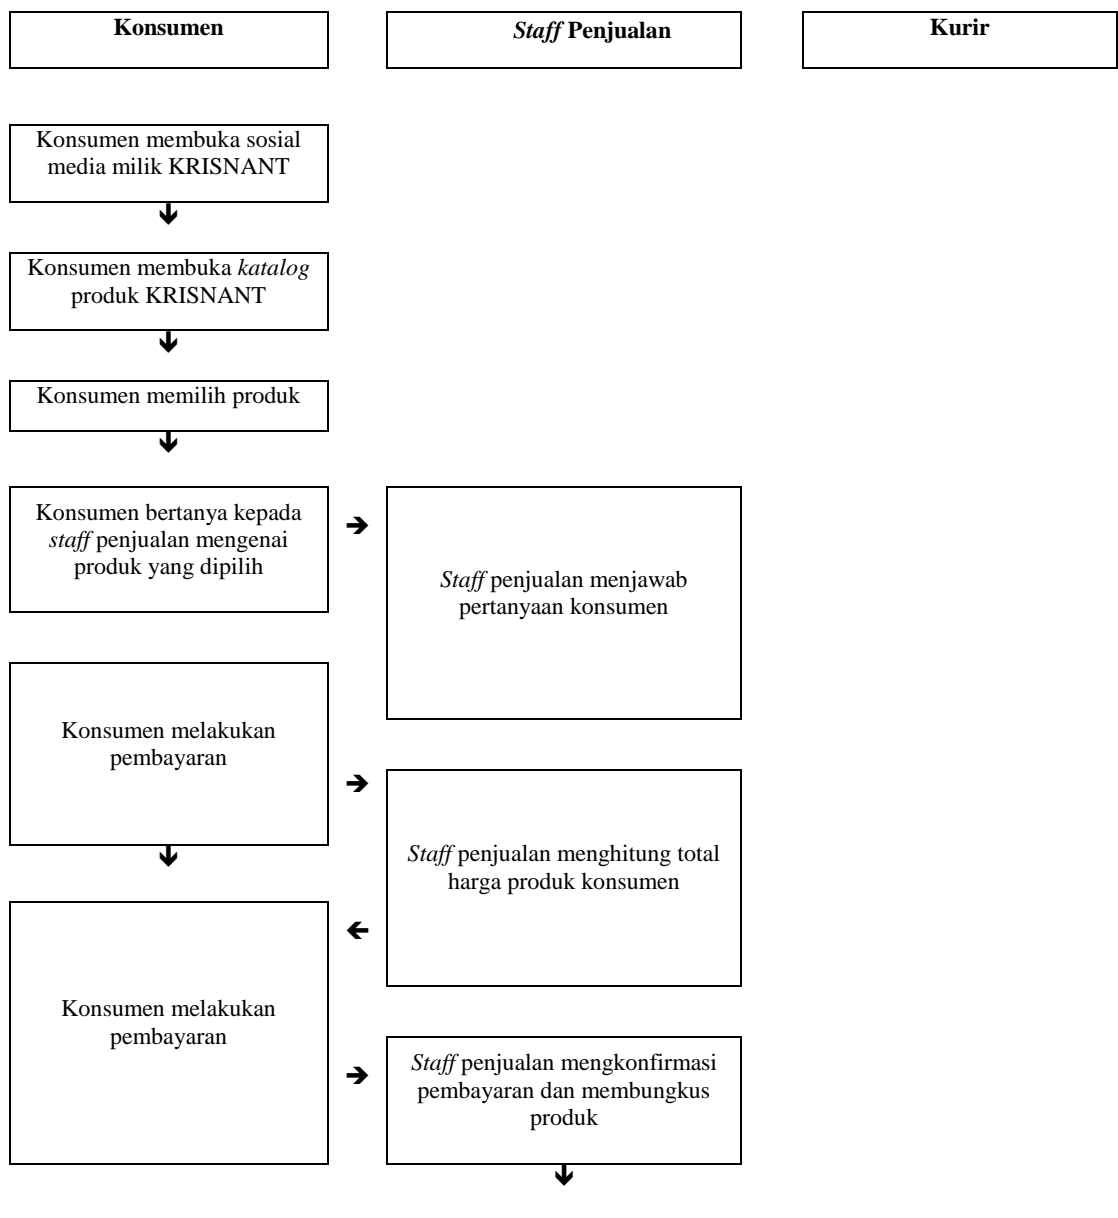 Konsumen
Staff Penjualan
Kurir
Konsumen membuka sosial
media milik KRISNANT
Konsumen membuka katalog
produk KRISNANT
Konsumen memilih produk
Konsumen bertanya kepada
staff penjualan mengenai
produk yang dipilih
Staff penjualan menjawab
pertanyaan konsumen
Konsumen melakukan
pembayaran
Staff penjualan menghitung total
harga produk konsumen
Konsumen melakukan
pembayaran
Staff penjualan mengkonfirmasi
pembayaran dan membungkus
produk